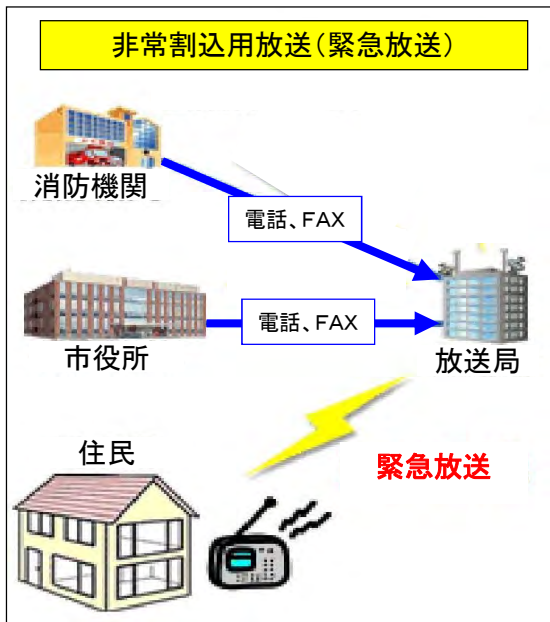 非常割込用放送（緊急放送）
消防機関
電話、FAX
市役所
電話、FAX
放送局
住民
緊急放送